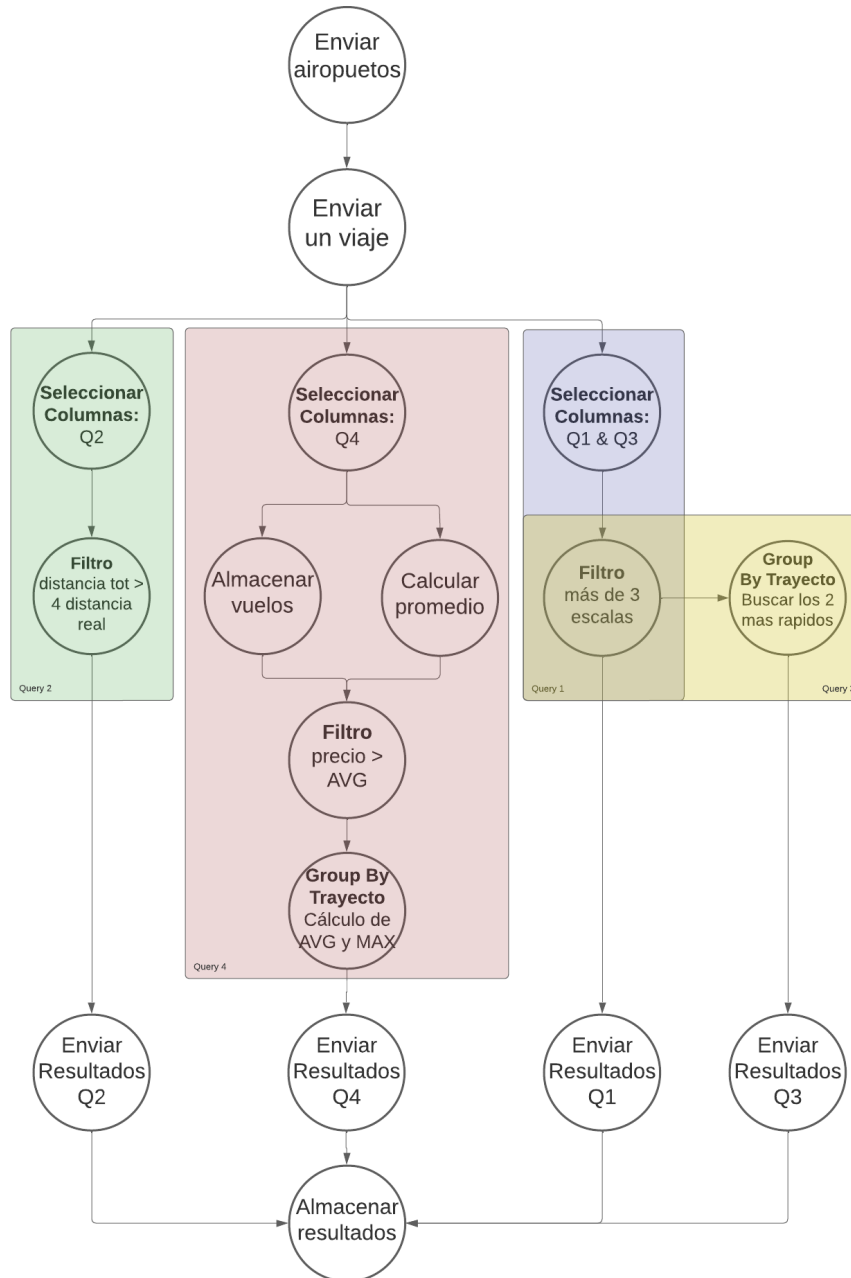 Enviar
airopuetos
Enviar
un viaje
Seleccionar
Columnas:
Q2
Seleccionar
Columnas:
Q4
Seleccionar
Columnas:
Q1 & Q3
Filtro
distancia tot >
4 distancia
real
Almacenar
vuelos
Calcular
promedio
Filtro
más de 3
escalas
Group
By Trayecto
Buscar los 2
mas rapidos
Query 2
Query 1
Query
Filtro
precio >
AVG
Group By
Trayecto
Cálculo de
AVG y MAX
Query 4
Enviar
Resultados
Q2
Enviar
Resultados
Q4
Enviar
Resultados
Q1
Enviar
Resultados
Q3
Almacenar
resultados